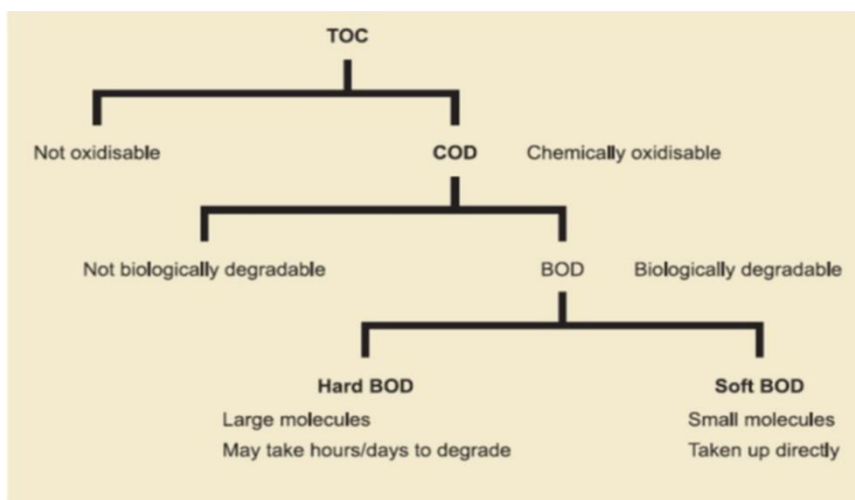 TOC
Not oxidisable
COD
Chemically oxidisable
Not biologically degradable
BOD
Biologically degradable
Hard BOD
Soft BOD
Large molecules
Small molecules
May take hours/days to degrade
Taken up directly